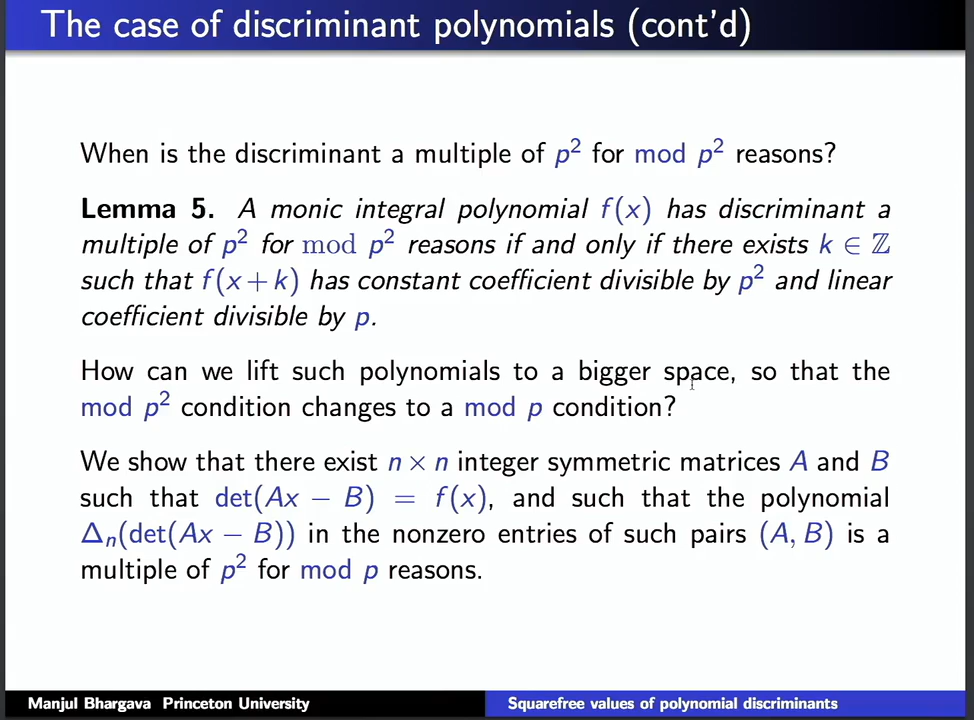 The case of discriminant polynomials (cont'd)
When is the discriminant a multiple of p² for mod p² reasons?
Lemma 5. A monic integral polynomial f(x) has discriminant a
multiple of p² for mod p² reasons if and only if there exists k ∈ ℤ
such that f(x + k) has constant coefficient divisible by p² and linear
coefficient divisible by p.
How can we lift such polynomials to a bigger space, so that the
mod p² condition changes to a mod p condition?
We show that there exist n × n integer symmetric matrices A and B
such that det(Ax − B) = f(x), and such that the polynomial
Δₙ(det(Ax − B)) in the nonzero entries of such pairs (A, B) is a
multiple of p² for mod p reasons.
Manjul Bhargava Princeton University
Squarefree values of polynomial discriminants